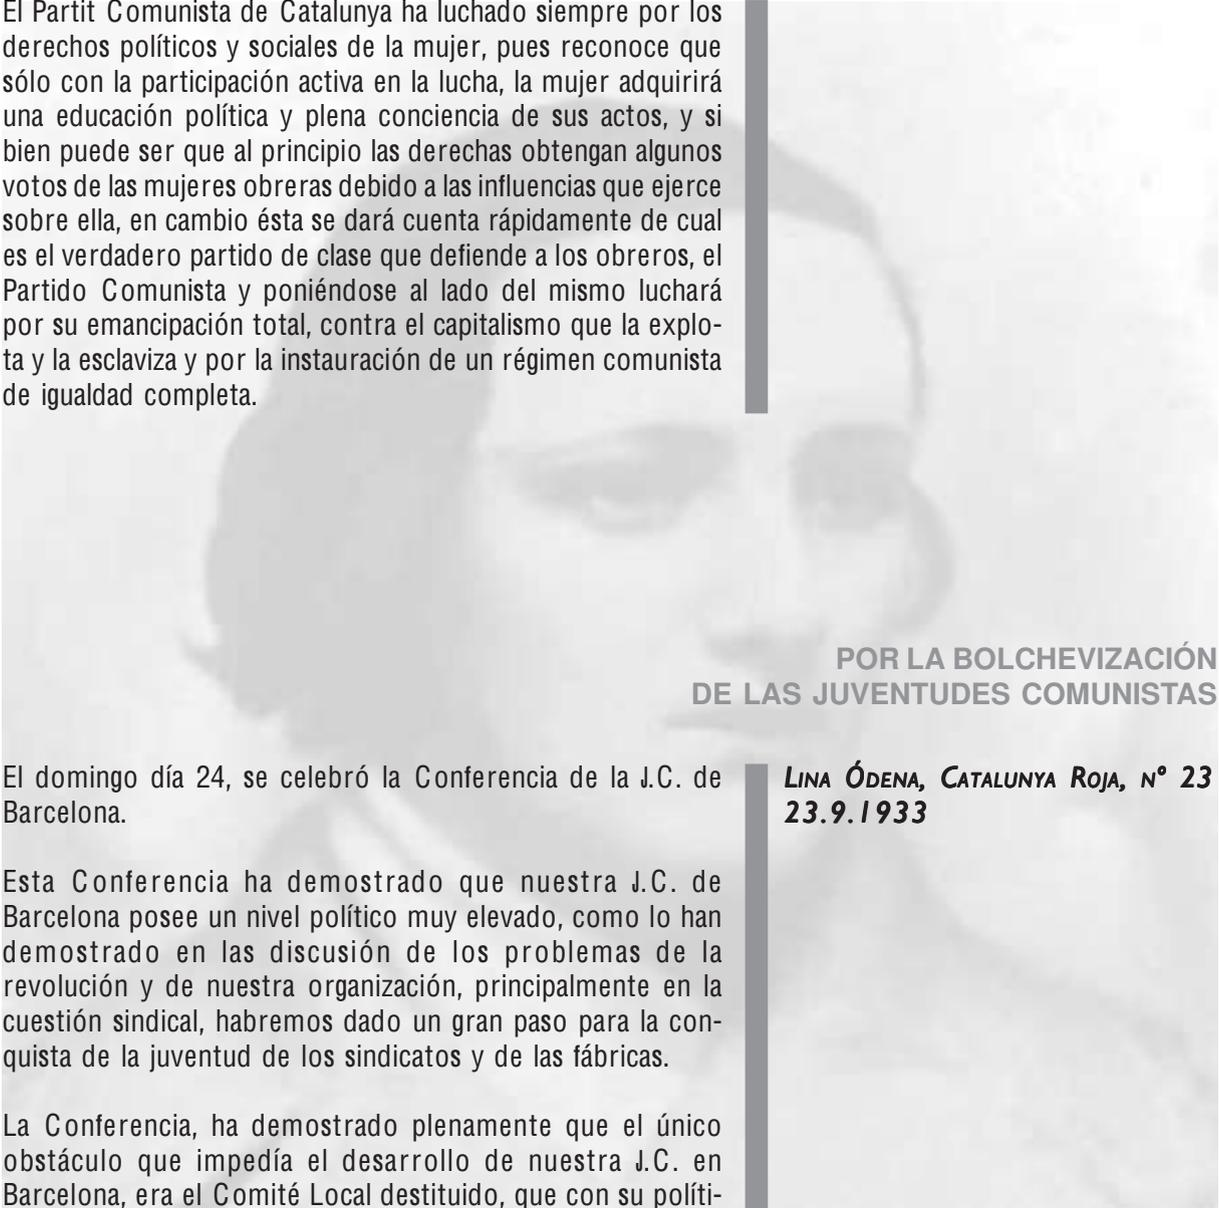 El Partit Comunista de Catalunya ha luchado siempre por los
derechos políticos y sociales de la mujer, pues reconoce que
sólo con la participación activa en la lucha, la mujer adquirirá
una educación política y plena conciencia de sus actos, y si
bien puede ser que al principio las derechas obtengan algunos
votos de las mujeres obreras debido a las influencias que ejerce
sobre ella, en cambio ésta se dará cuenta rápidamente de cual
es el verdadero partido de clase que defiende a los obreros, el
Partido Comunista y poniéndose al lado del mismo luchará
por su emancipación total, contra el capitalismo que la explo-
ta y la esclaviza y por la instauración de un régimen comunista
de igualdad completa.
POR LA BOLCHEVIZACIÓN
DE LAS JUVENTUDES COMUNISTAS
El domingo día 24, se celebró la Conferencia de la J.C. de
Barcelona.
Lina Ódena, Catalunya Roja, nº 23
23.9.1933
Esta Conferencia ha demostrado que nuestra J.C. de
Barcelona posee un nivel político muy elevado, como lo han
demostrado en las discusión de los problemas de la
revolución y de nuestra organización, principalmente en la
cuestión sindical, habremos dado un gran paso para la con-
quista de la juventud de los sindicatos y de las fábricas.
La Conferencia, ha demostrado plenamente que el único
obstáculo que impedía el desarrollo de nuestra J.C. en
Barcelona, era el Comité Local destituido, que con su políti-